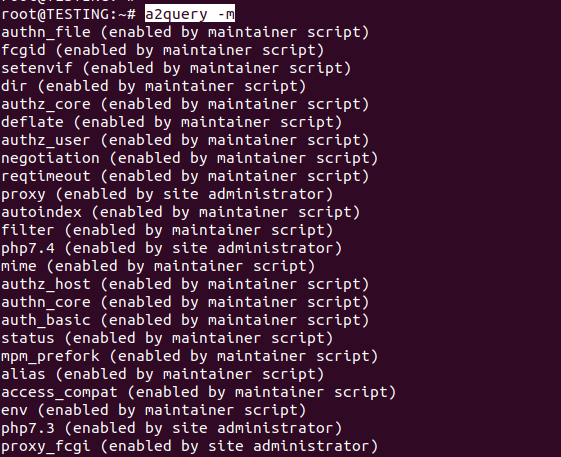 root@TESTING:~# a2query -m
authn_file (enabled by maintainer script)
fcgid (enabled by maintainer script)
setenvif (enabled by maintainer script)
dir (enabled by maintainer script)
authz_core (enabled by maintainer script)
deflate (enabled by maintainer script)
authz_user (enabled by maintainer script)
negotiation (enabled by maintainer script)
reqtimeout (enabled by maintainer script)
proxy (enabled by site administrator)
autoindex (enabled by maintainer script)
filter (enabled by maintainer script)
php7.4 (enabled by site administrator)
mime (enabled by maintainer script)
authz_host (enabled by maintainer script)
authn_core (enabled by maintainer script)
auth_basic (enabled by maintainer script)
status (enabled by maintainer script)
mpm_prefork (enabled by maintainer script)
alias (enabled by maintainer script)
access_compat (enabled by maintainer script)
env (enabled by maintainer script)
php7.3 (enabled by site administrator)
proxy_fcgi (enabled by site administrator)